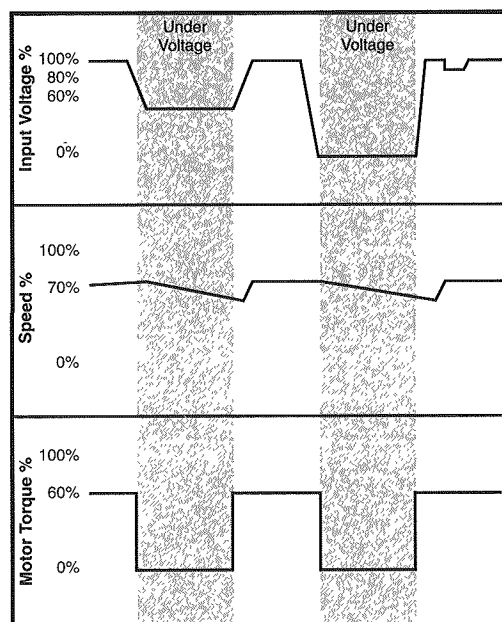 Under
Voltage
Under
Voltage
Input Voltage %
100%
80%
60%
0%
Speed %
100%
70%
0%
Motor Torque %
100%
60%
0%